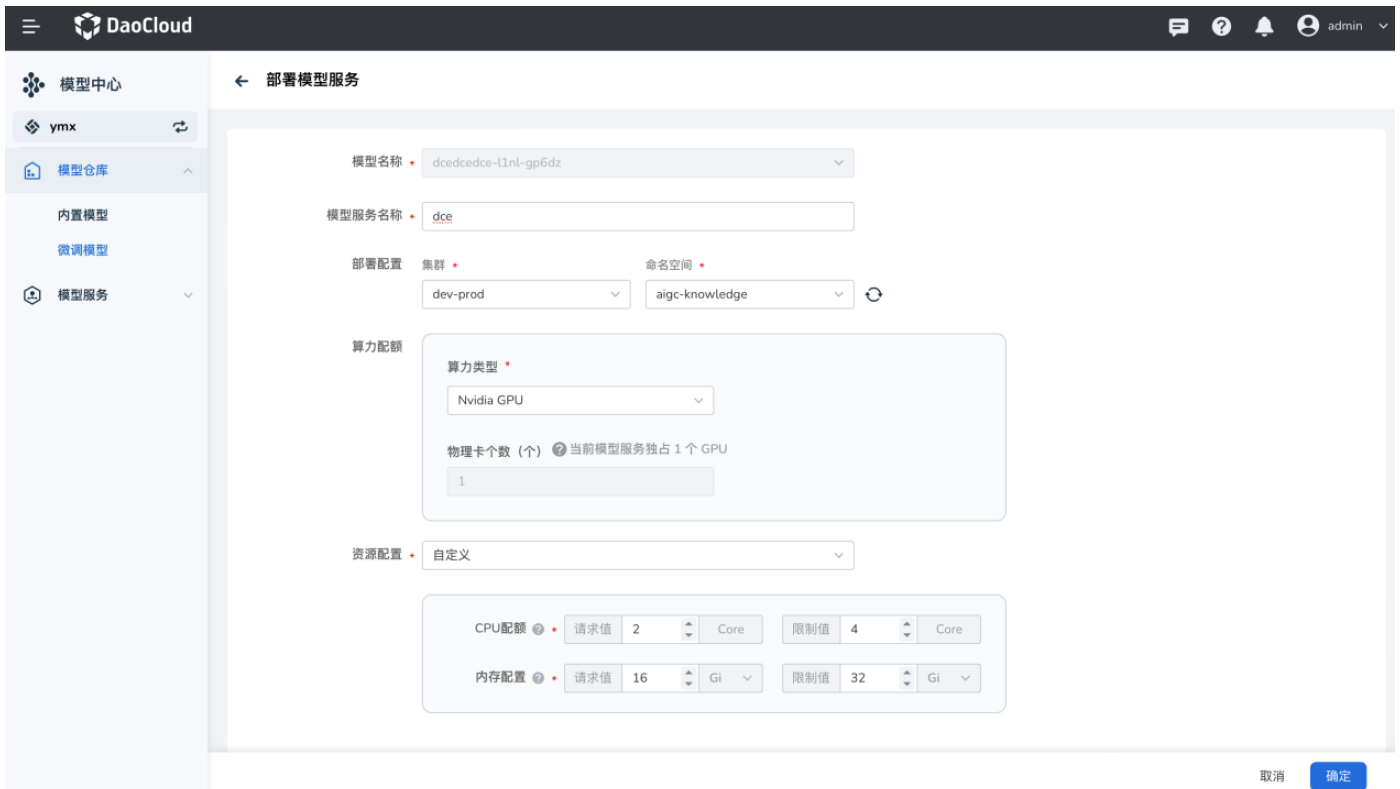 DaoCloud
admin
模型中心
部署模型服务
ymx
模型仓库
内置模型
微调模型
模型服务
模型名称 • dcedcedce-l1nl-gp6dz
模型服务名称 • dce
部署配置 集群 • 命名空间 •
dev-prod aigc-knowledge
算力配额
算力类型 *
Nvidia GPU
物理卡个数（个） 当前模型服务独占 1 个 GPU
1
资源配置 • 自定义
CPU配额 • 请求值 2 Core 限制值 4 Core
内存配置 • 请求值 16 Gi 限制值 32 Gi
取消 确定